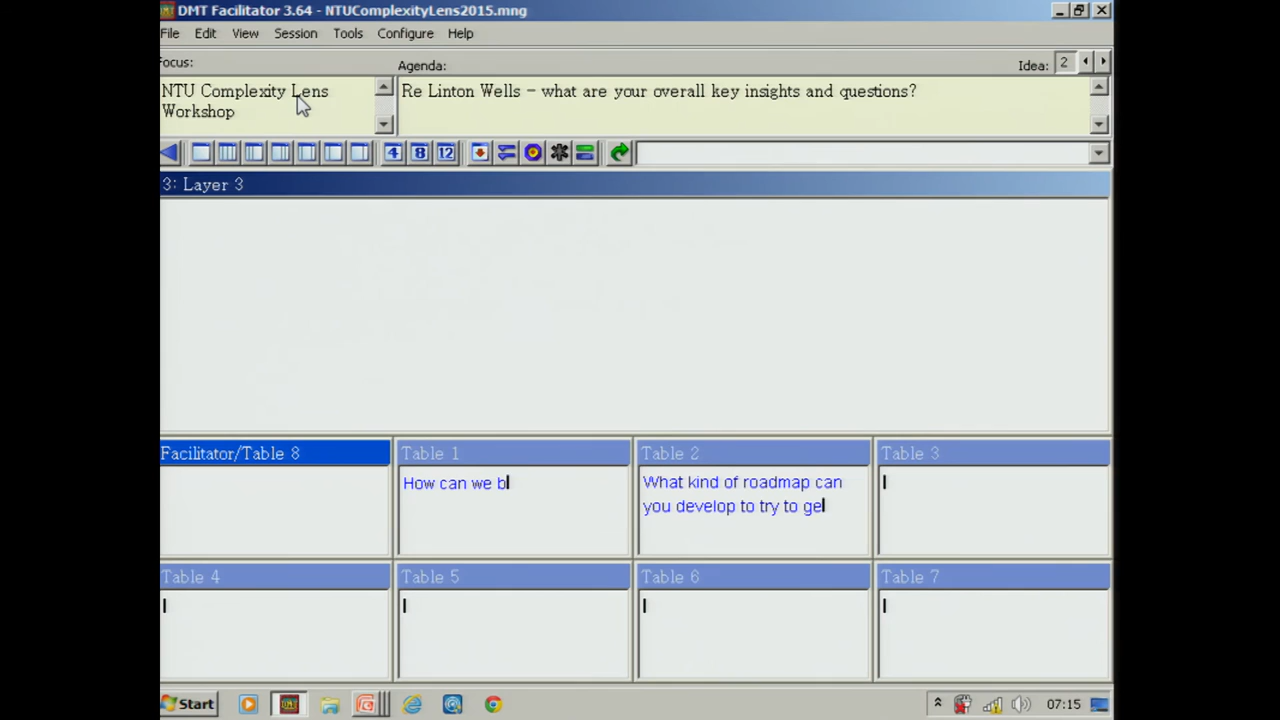 DMT Facilitator 3.64 - NTUComplexityLens2015.mng
File Edit View Session Tools Configure Help
Focus:
Agenda:
Idea: 2
NTU Complexity Lens
Workshop
Re Linton Wells - what are your overall key insights and questions?
4 8 12
3: Layer 3
Facilitator/Table 8
Table 1
Table 2
Table 3
How can we b
What kind of roadmap can
you develop to try to ge
Table 4
Table 5
Table 6
Table 7
Start
07:15